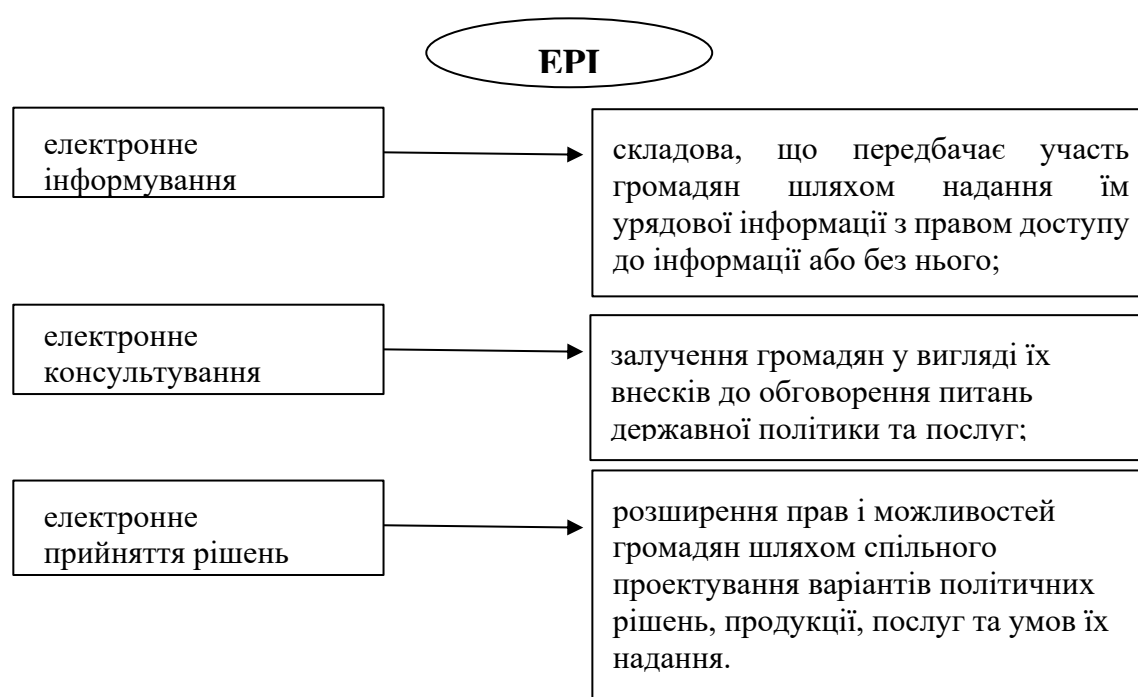 EPI
електронне
інформування
складова, що передбачає участь
громадян шляхом надання їм
урядової інформації з правом доступу
до інформації або без нього;
електронне
консультування
залучення громадян у вигляді їх
внесків до обговорення питань
державної політики та послуг;
електронне
прийняття рішень
розширення прав і можливостей
громадян шляхом спільного
проектування варіантів політичних
рішень, продукції, послуг та умов їх
надання.